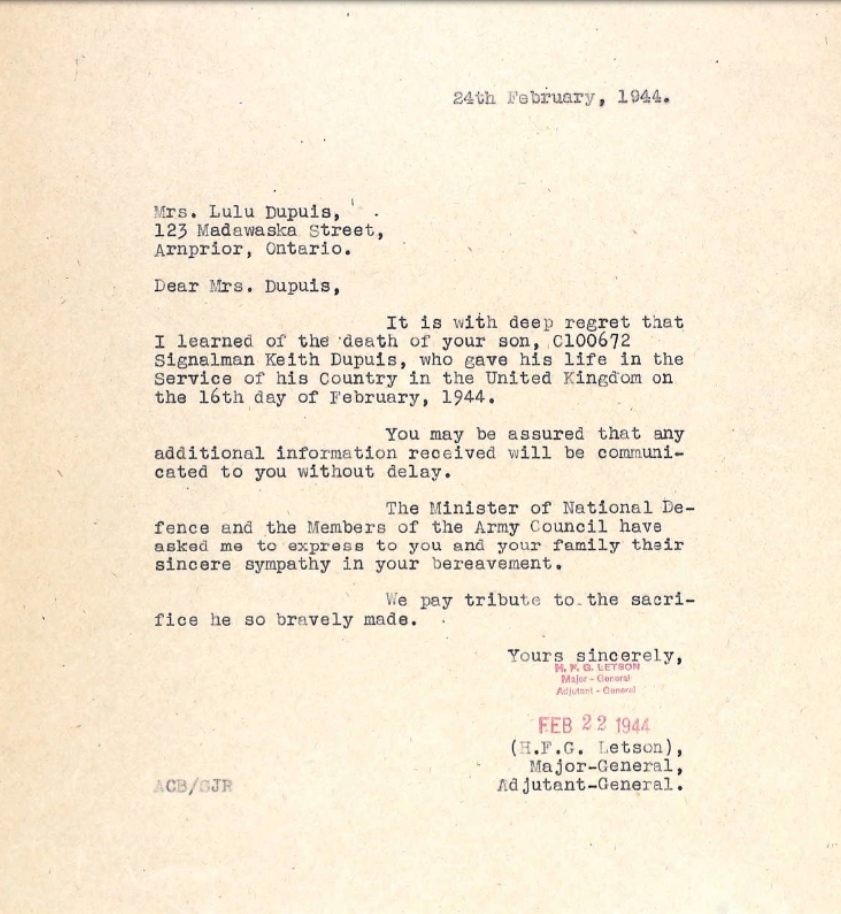 24th February, 1944.
Mrs. Lulu Dupuis,
123 Madawaska Street,
Arnprior, Ontario.
Dear Mrs. Dupuis,
It is with deep regret that
I learned of the death of your son, C100672
Signalman Keith Dupuis, who gave his life in the
Service of his Country in the United Kingdom on
the 16th day of February, 1944.
You may be assured that any
additional information received will be communi-
cated to you without delay.
The Minister of National De-
fence and the Members of the Army Council have
asked me to express to you and your family their
sincere sympathy in your bereavement.
We pay tribute to the sacri-
fice he so bravely made.
Yours sincerely,
H. F. G. LETSON
Major - General
Adjutant - General
FEB 22 1944
(H.F.G. Letson),
Major-General,
Adjutant-General.
ACB/GJR